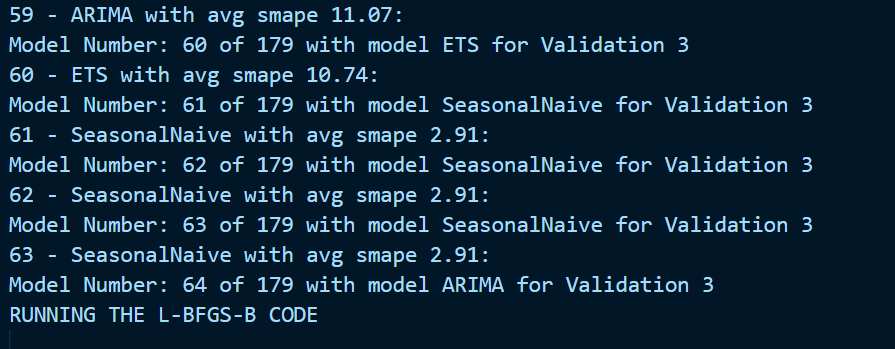 59 - ARIMA with avg smape 11.07:
Model Number: 60 of 179 with model ETS for Validation 3
60 - ETS with avg smape 10.74:
Model Number: 61 of 179 with model SeasonalNaive for Validation 3
61 - SeasonalNaive with avg smape 2.91:
Model Number: 62 of 179 with model SeasonalNaive for Validation 3
62 - SeasonalNaive with avg smape 2.91:
Model Number: 63 of 179 with model SeasonalNaive for Validation 3
63 - SeasonalNaive with avg smape 2.91:
Model Number: 64 of 179 with model ARIMA for Validation 3
RUNNING THE L-BFGS-B CODE